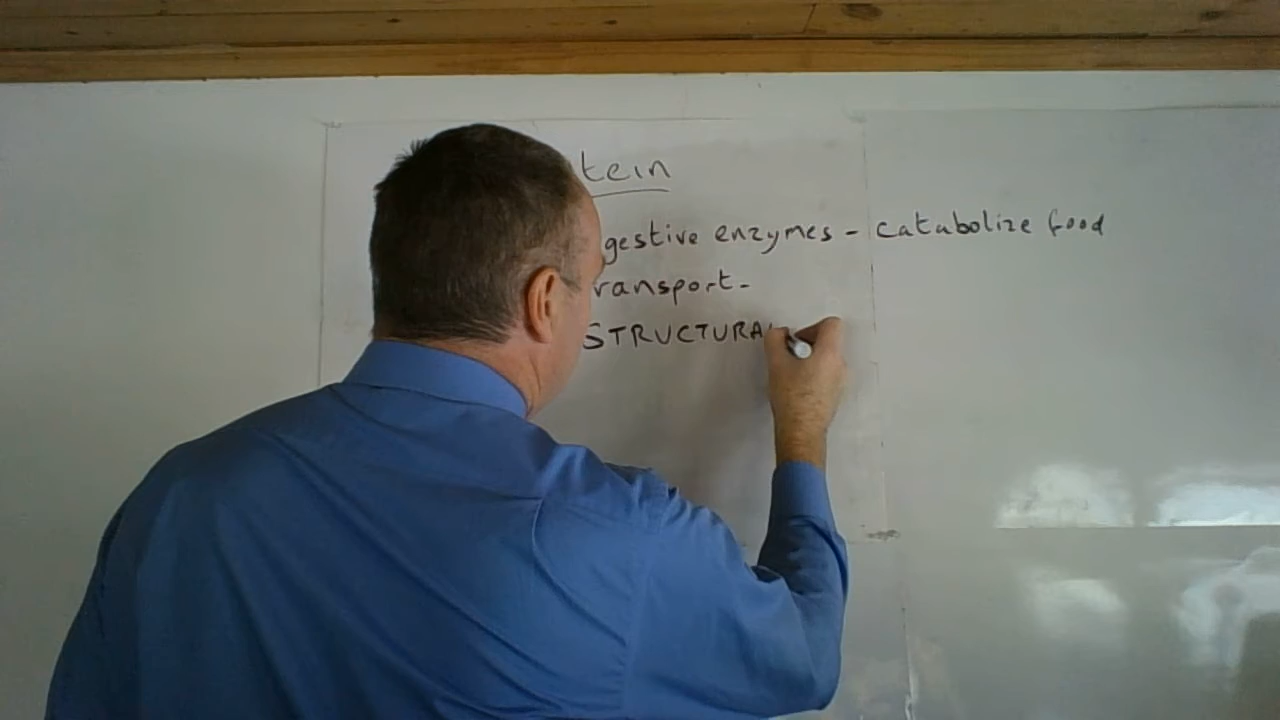 tein
gestive enzymes - catabolize food
ransport-
STRUCTURA